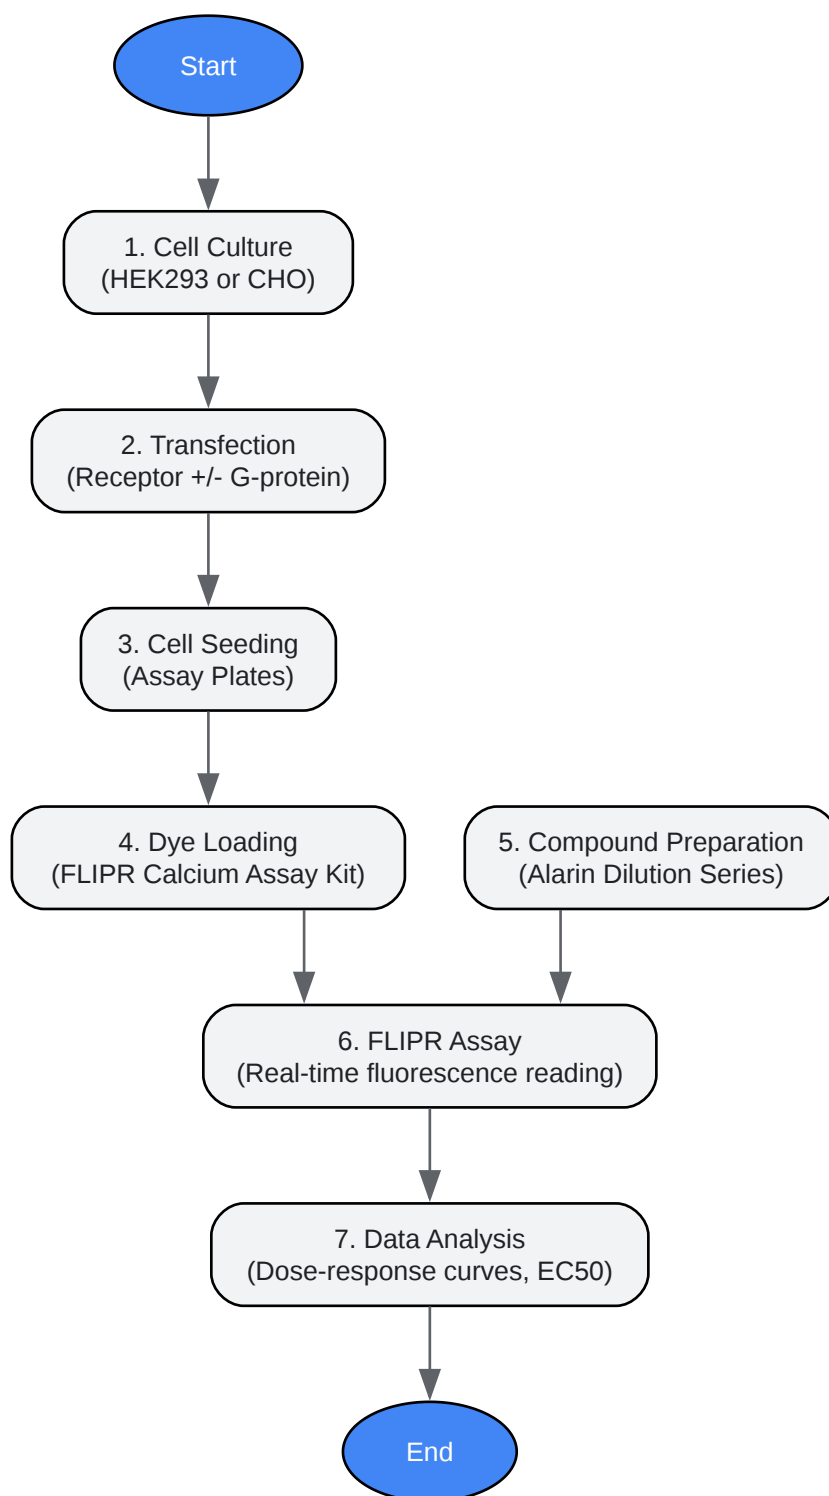 Start
1. Cell Culture
(HEK293 or CHO)
2. Transfection
(Receptor +/- G-protein)
3. Cell Seeding
(Assay Plates)
4. Dye Loading
(FLIPR Calcium Assay Kit)
5. Compound Preparation
(Alarin Dilution Series)
6. FLIPR Assay
(Real-time fluorescence reading)
7. Data Analysis
(Dose-response curves, EC50)
End